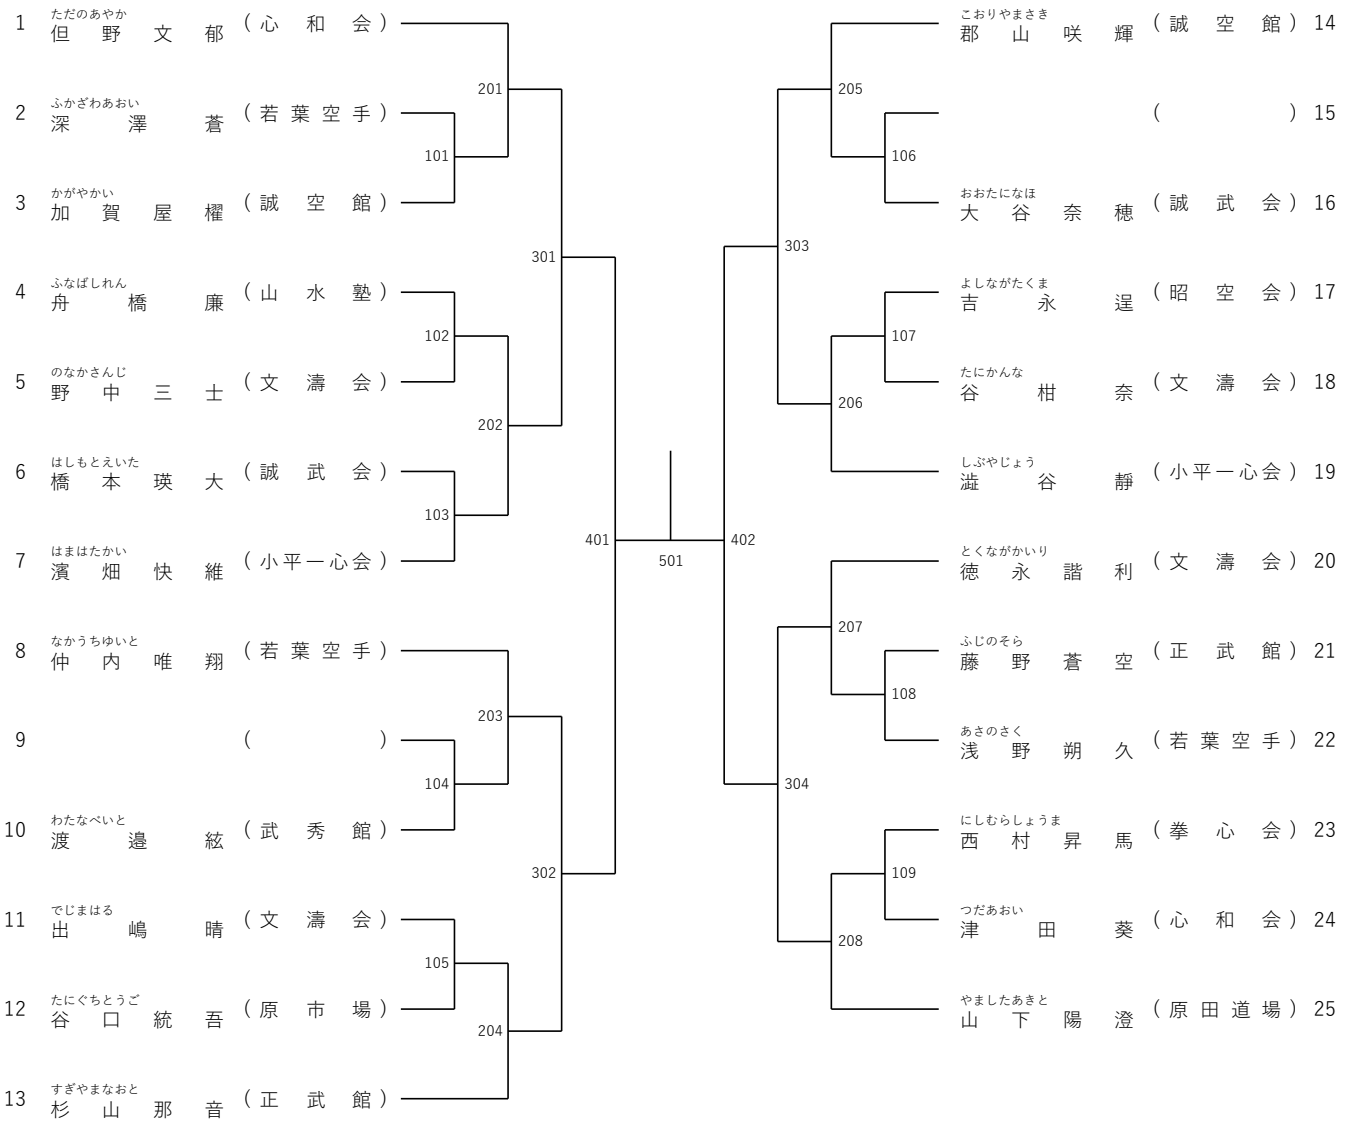 ただのあやか
1 但野文郁 (心和会)
ふかざわあおい
2 深澤蒼 (若葉空手)
かがやかい
3 加賀屋櫂 (誠空館)
ふなばしれん
4 舟橋廉 (山水塾)
のなかさんじ
5 野中三士 (文濤会)
はしもとえいた
6 橋本瑛大 (誠武会)
はまはたかい
7 濱畑快維 (小平一心会)
なかうちゆいと
8 仲内唯翔 (若葉空手)
9 ( )
わたなべいと
10 渡邉絃 (武秀館)
でじまはる
11 出嶋晴 (文濤会)
たにぐちとうご
12 谷口統吾 (原市場)
すぎやまなおと
13 杉山那音 (正武館)
201
101
301
102
202
103
401
203
104
302
105
204
501
205
106
303
107
206
402
207
108
304
109
208
こおりやまさき
郡山咲輝 (誠空館) 14
( ) 15
おおたになほ
大谷奈穂 (誠武会) 16
よしながたくま
吉永逞 (昭空会) 17
たにかんな
谷柑奈 (文濤会) 18
しぶやじょう
澁谷靜 (小平一心会) 19
とくながかいり
徳永諧利 (文濤会) 20
ふじのそら
藤野蒼空 (正武館) 21
あさのさく
浅野朔久 (若葉空手) 22
にしむらしょうま
西村昇馬 (拳心会) 23
つだあおい
津田葵 (心和会) 24
やましたあきと
山下陽澄 (原田道場) 25